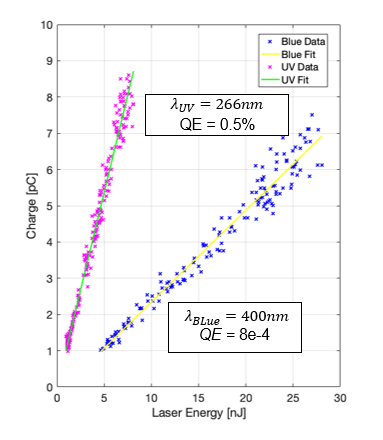 10
9
8
7
6
5
4
3
2
1
0
Charge [pC]
Blue Data
Blue Fit
UV Data
UV Fit
λ_UV = 266nm
QE = 0.5%
λ_BLue = 400nm
QE = 8e-4
0 5 10 15 20 25 30
Laser Energy [nJ]